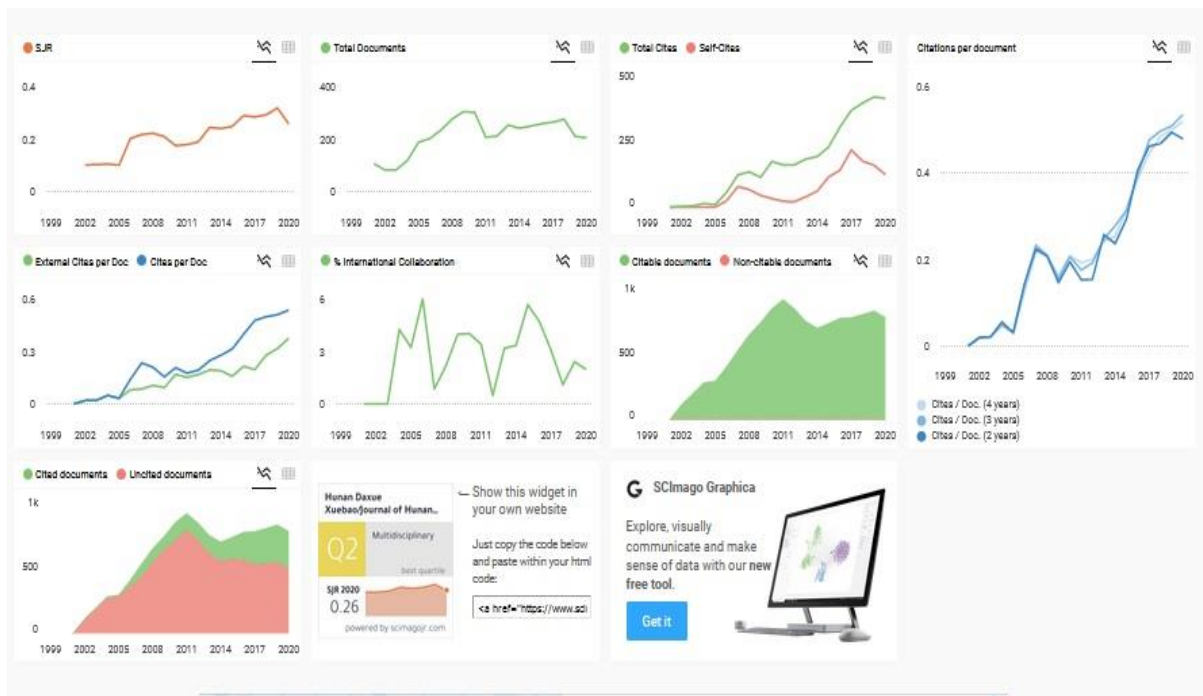 SJR
0.4
0.2
0
1999 2002 2005 2008 2011 2014 2017 2020
Total Documents
400
200
0
1999 2002 2005 2008 2011 2014 2017 2020
Total Cites Self-Cites
500
250
0
1999 2002 2005 2008 2011 2014 2017 2020
Citations per document
0.6
0.4
0.2
0
1999 2002 2005 2008 2011 2014 2017 2020
Cites / Doc. (4 years)
Cites / Doc. (3 years)
Cites / Doc. (2 years)
External Cites per Doc Cites per Doc
0.6
0.3
0
1999 2002 2005 2008 2011 2014 2017 2020
% International Collaboration
6
3
0
1999 2002 2005 2008 2011 2014 2017 2020
Citable documents Non-citable documents
1k
500
0
1999 2002 2005 2008 2011 2014 2017 2020
Cited documents Uncited documents
1k
500
0
1999 2002 2005 2008 2011 2014 2017 2020
Hunan Daxue
Xuebao/Journal of Hunan...
Q2
Multidisciplinary
best quartile
SJR 2020
0.26
powered by scimagojr.com
Show this widget in
your own website
Just copy the code below
and paste within your html
code:
<a href="https://www.sci
SCImago Graphica
Explore, visually
communicate and make
sense of data with our new
free tool.
Get it